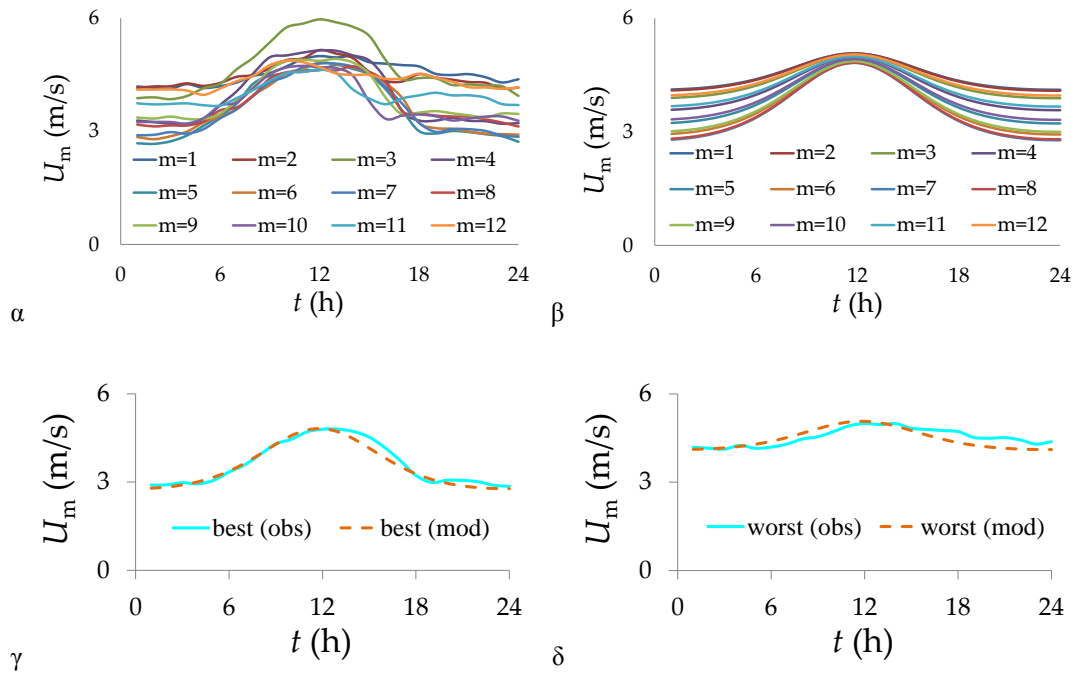 6
3
0
U_m (m/s)
m=1 m=2 m=3 m=4
m=5 m=6 m=7 m=8
m=9 m=10 m=11 m=12
0 6 12 18 24
t (h)
α
6
3
0
U_m (m/s)
m=1 m=2 m=3 m=4
m=5 m=6 m=7 m=8
m=9 m=10 m=11 m=12
0 6 12 18 24
t (h)
β
6
3
0
U_m (m/s)
best (obs) best (mod)
0 6 12 18 24
t (h)
γ
6
3
0
U_m (m/s)
worst (obs) worst (mod)
0 6 12 18 24
t (h)
δ